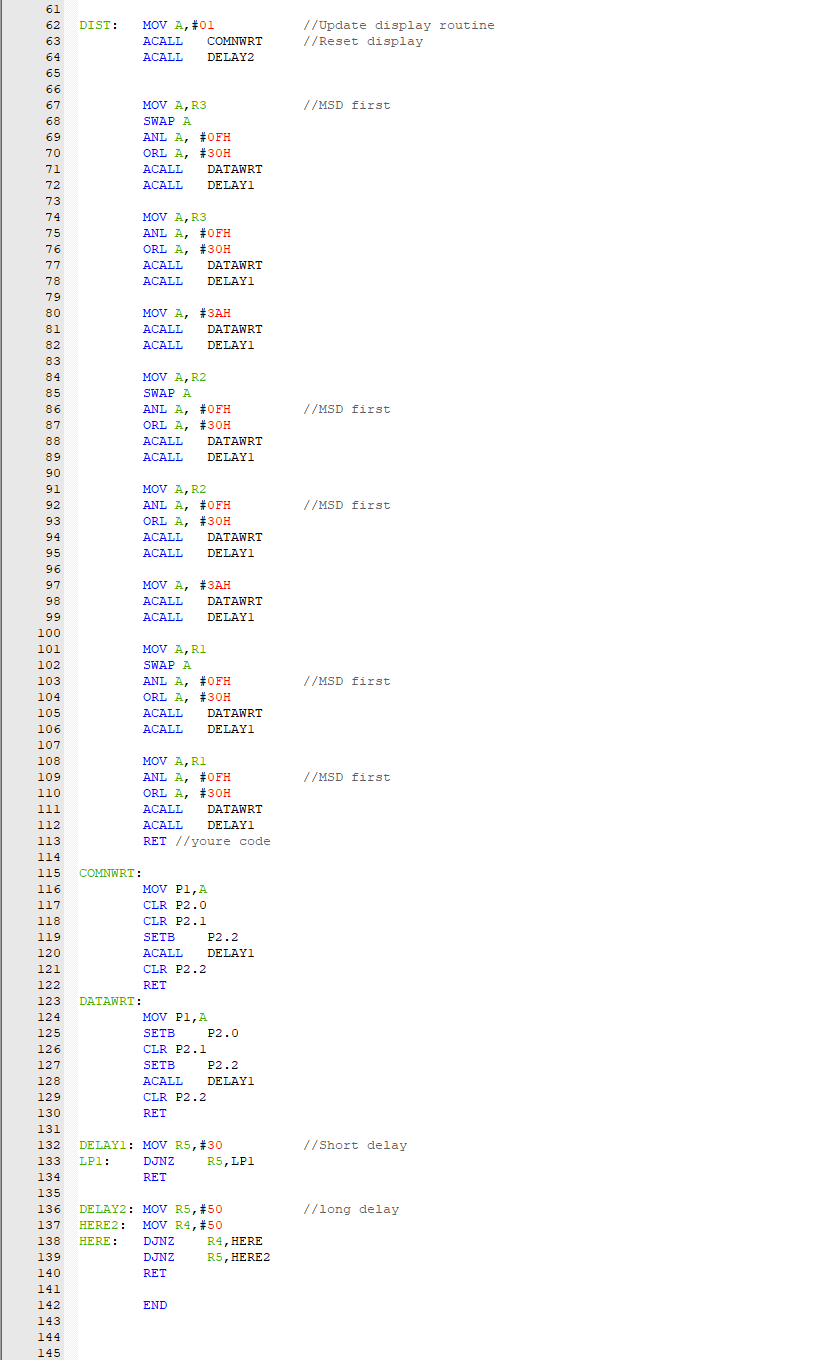 61
62 DIST: MOV A,#01 //Update display routine
63 ACALL COMNWRT //Reset display
64 ACALL DELAY2
65
66
67 MOV A,R3 //MSD first
68 SWAP A
69 ANL A, #0FH
70 ORL A, #30H
71 ACALL DATAWRT
72 ACALL DELAY1
73
74 MOV A,R3
75 ANL A, #0FH
76 ORL A, #30H
77 ACALL DATAWRT
78 ACALL DELAY1
79
80 MOV A, #3AH
81 ACALL DATAWRT
82 ACALL DELAY1
83
84 MOV A,R2
85 SWAP A
86 ANL A, #0FH //MSD first
87 ORL A, #30H
88 ACALL DATAWRT
89 ACALL DELAY1
90
91 MOV A,R2
92 ANL A, #0FH //MSD first
93 ORL A, #30H
94 ACALL DATAWRT
95 ACALL DELAY1
96
97 MOV A, #3AH
98 ACALL DATAWRT
99 ACALL DELAY1
100
101 MOV A,R1
102 SWAP A
103 ANL A, #0FH //MSD first
104 ORL A, #30H
105 ACALL DATAWRT
106 ACALL DELAY1
107
108 MOV A,R1
109 ANL A, #0FH //MSD first
110 ORL A, #30H
111 ACALL DATAWRT
112 ACALL DELAY1
113 RET //youre code
114
115 COMNWRT:
116 MOV P1,A
117 CLR P2.0
118 CLR P2.1
119 SETB P2.2
120 ACALL DELAY1
121 CLR P2.2
122 RET
123 DATAWRT:
124 MOV P1,A
125 SETB P2.0
126 CLR P2.1
127 SETB P2.2
128 ACALL DELAY1
129 CLR P2.2
130 RET
131
132 DELAY1: MOV R5,#30 //Short delay
133 LP1: DJNZ R5,LP1
134 RET
135
136 DELAY2: MOV R5,#50 //long delay
137 HERE2: MOV R4,#50
138 HERE: DJNZ R4,HERE
139 DJNZ R5,HERE2
140 RET
141
142 END
143
144
145